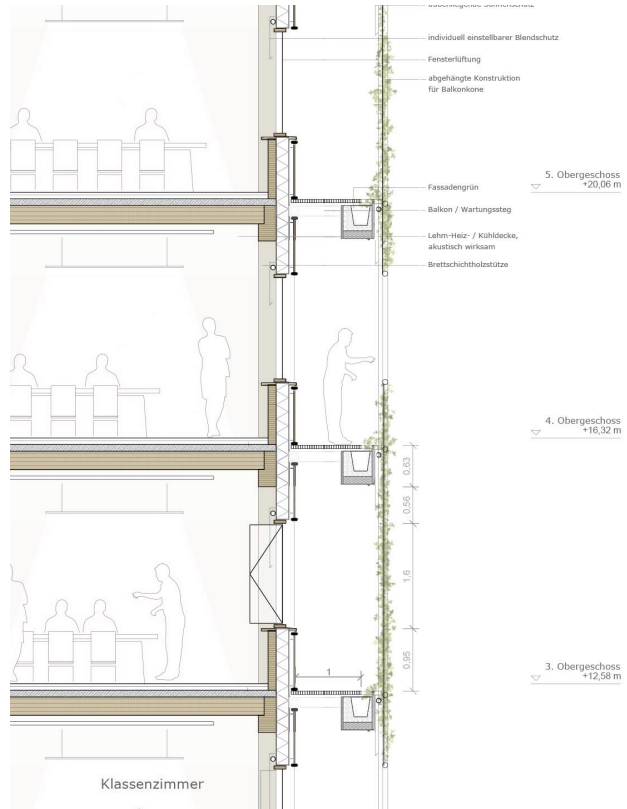 individuell einstellbarer Blendschutz
Fensterlüftung
abgehängte Konstruktion
für Balkonkone
5. Obergeschoss
+20,06 m
Fassadengrün
Balkon / Wartungssteg
Lehm-Heiz- / Kühldecke,
akustisch wirksam
Brettschichtholzstütze
4. Obergeschoss
+16,32 m
0.63
0.56
1.6
0.95
1
3. Obergeschoss
+12,58 m
Klassenzimmer